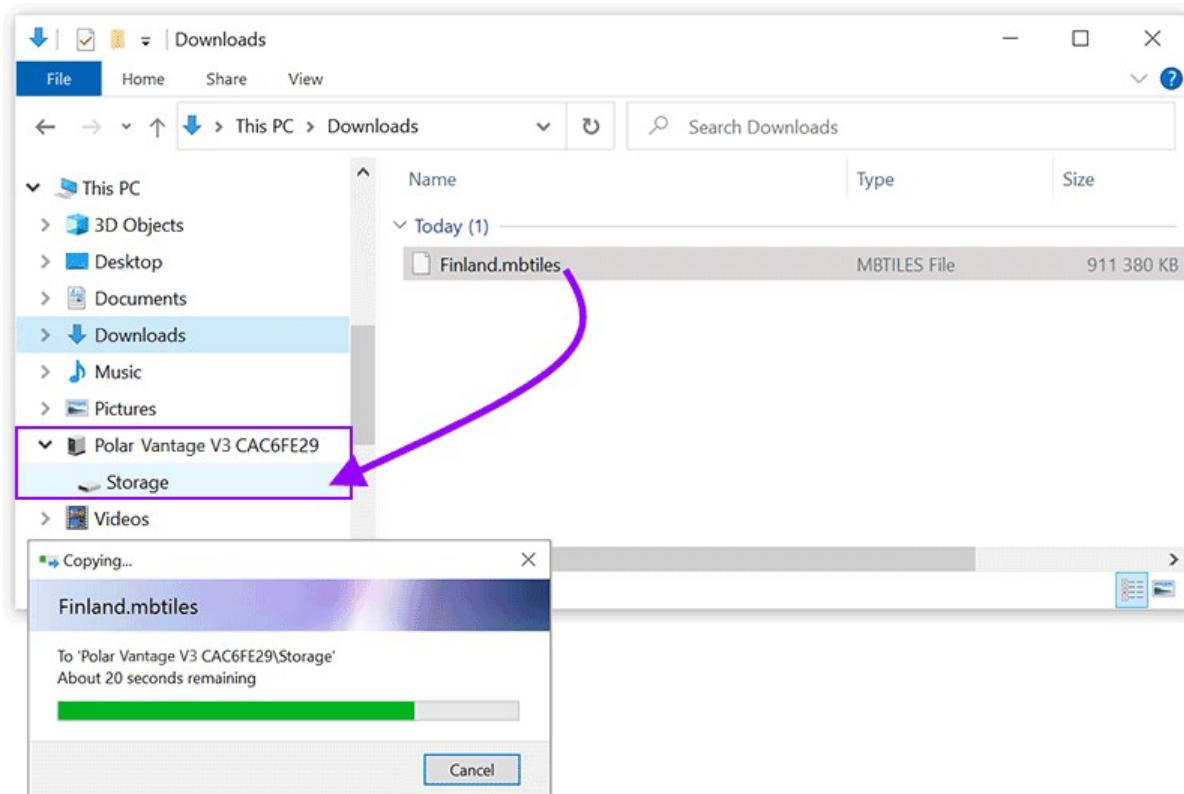 Downloads
File Home Share View
This PC > Downloads
Search Downloads
This PC
3D Objects
Desktop
Documents
Downloads
Music
Pictures
Polar Vantage V3 CAC6FE29
Storage
Videos
Name Type Size
Today (1)
Finland.mbtiles MBTILES File 911 380 KB
Copying...
Finland.mbtiles
To 'Polar Vantage V3 CAC6FE29\Storage'
About 20 seconds remaining
Cancel